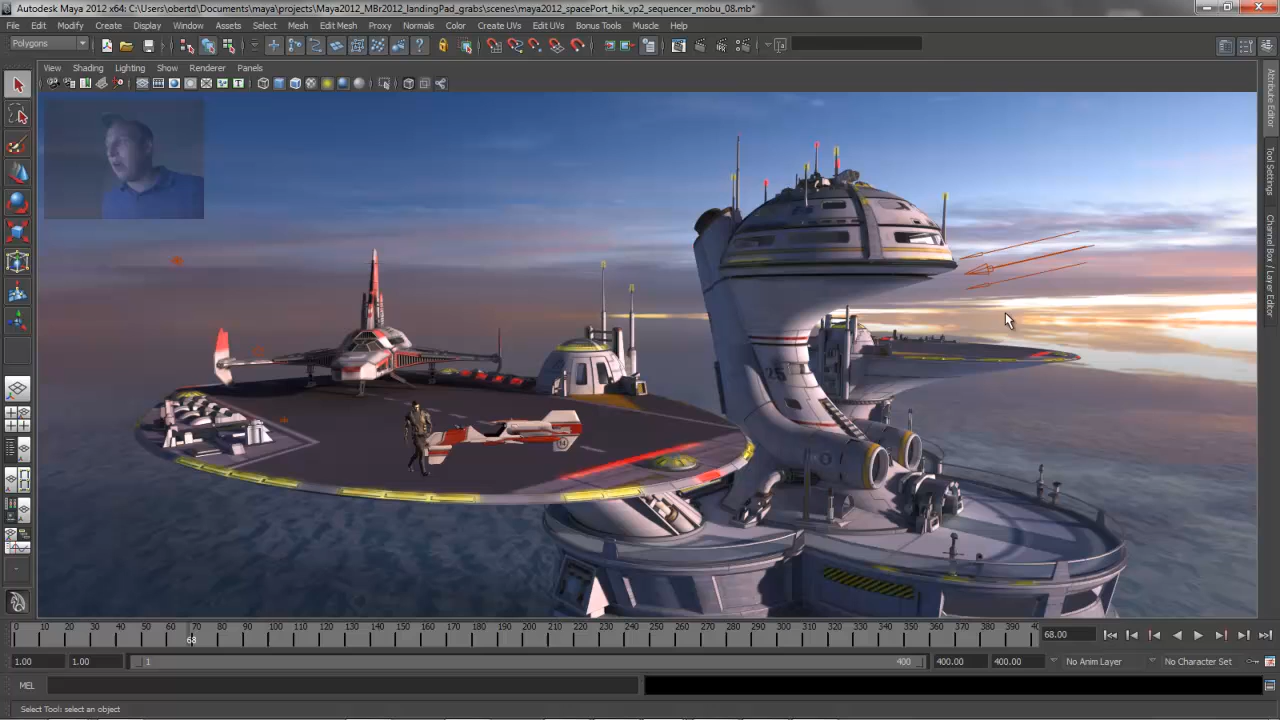 Autodesk Maya 2012 x64: C:\Users\obertd\Documents\maya\projects\Maya2012_MBr2012_landingPad_grabs\scenes\maya2012_spacePort_hik_vp2_sequencer_mobu_08.mb*
File Edit Modify Create Display Window Assets Select Mesh Edit Mesh Proxy Normals Color Create UVs Edit UVs Bonus Tools Muscle Help
Polygons
View Shading Lighting Show Renderer Panels
Attribute Editor
Tool Settings
Channel Box / Layer Editor
25
14
0 10 20 30 40 50 60 70 80 90 100 110 120 130 140 150 160 170 180 190 200 210 220 230 240 250 260 270 280 290 300 310 320 330 340 350 360 370 380 390 40
68
68.00
1.00 1.00 1 400 400.00 400.00 No Anim Layer No Character Set
MEL
Select Tool: select an object